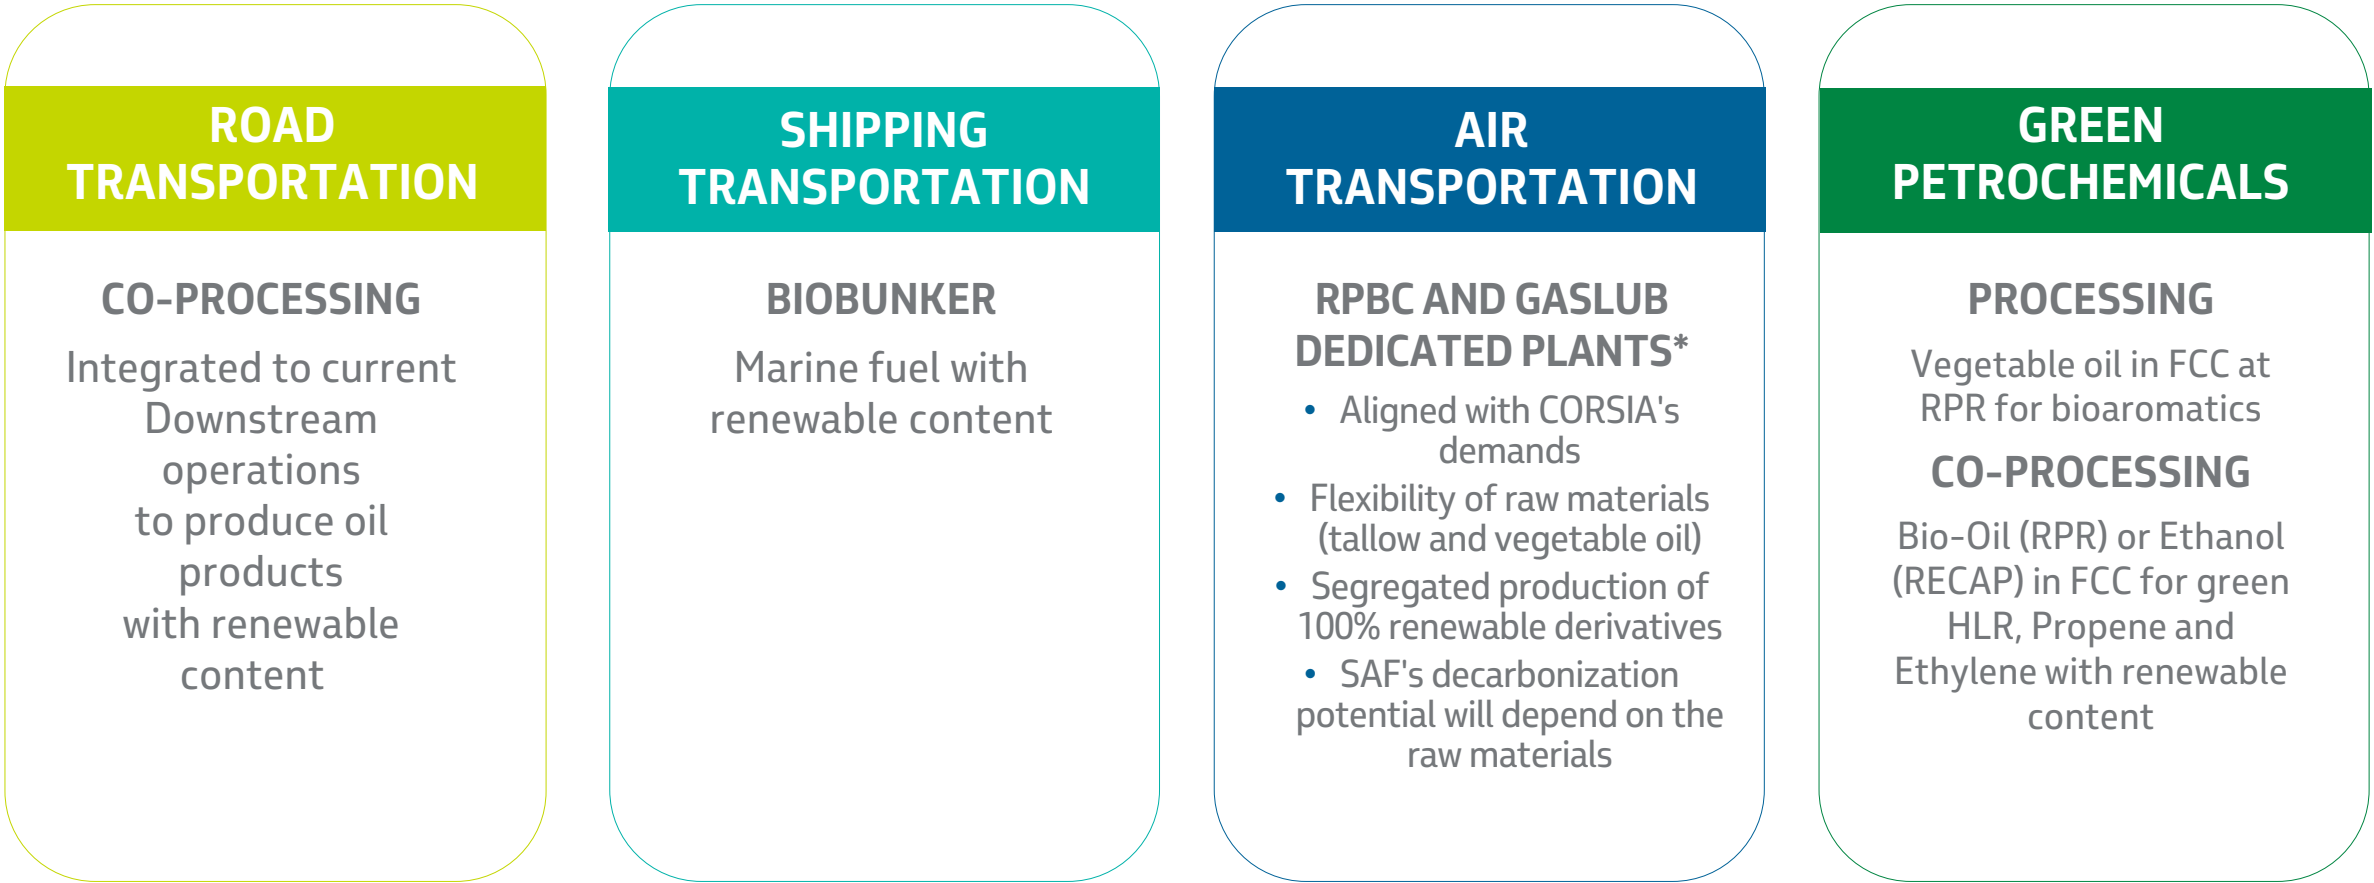 ROAD
TRANSPORTATION
CO-PROCESSING
Integrated to current
Downstream
operations
to produce oil
products
with renewable
content
SHIPPING
TRANSPORTATION
BIOBUNKER
Marine fuel with
renewable content
AIR
TRANSPORTATION
RPBC AND GASLUB
DEDICATED PLANTS*
• Aligned with CORSIA's
demands
• Flexibility of raw materials
(tallow and vegetable oil)
• Segregated production of
100% renewable derivatives
• SAF's decarbonization
potential will depend on the
raw materials
GREEN
PETROCHEMICALS
PROCESSING
Vegetable oil in FCC at
RPR for bioaromatics
CO-PROCESSING
Bio-Oil (RPR) or Ethanol
(RECAP) in FCC for green
HLR, Propene and
Ethylene with renewable
content